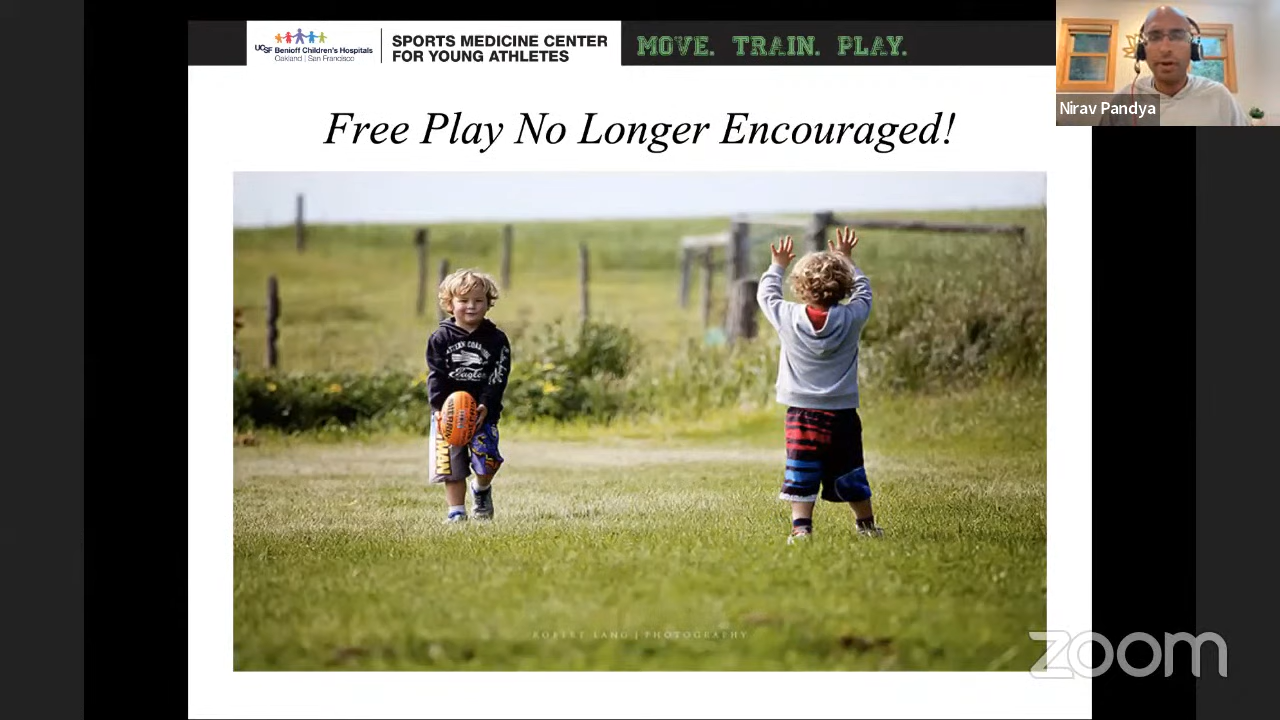 UCSF Benioff Children's Hospitals
Oakland | San Francisco
SPORTS MEDICINE CENTER
FOR YOUNG ATHLETES
MOVE. TRAIN. PLAY.
Nirav Pandya
Free Play No Longer Encouraged!
Eagles
ROBERT LANG | PHOTOGRAPHY
zoom